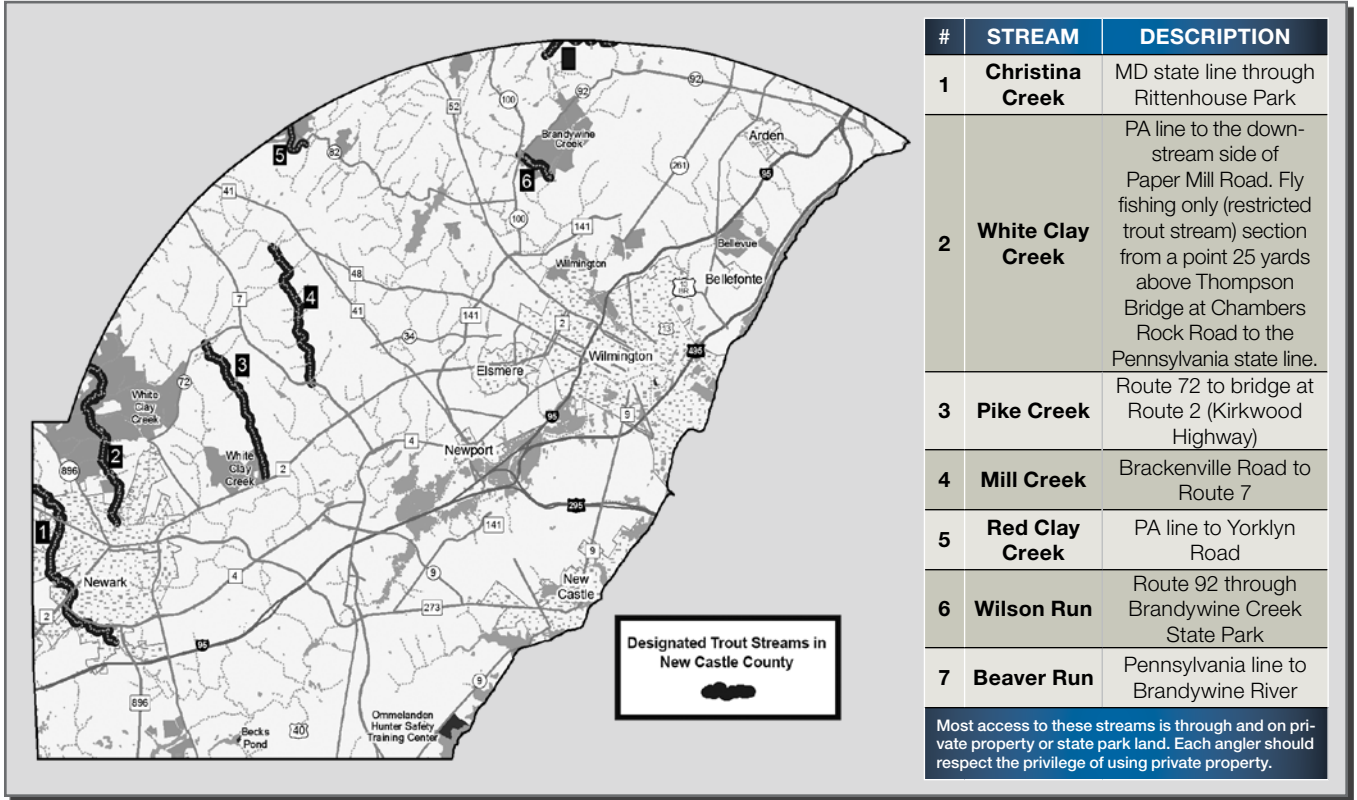 92
52
100
92
Brandywine
Creek
Arden
5
82
6
261
95
41
100
141
Bellevue
Wilmington
Bellefonte
48
4
7
41
141
2
13
34
Wilmington
495
Elsmere
3
72
White
Clay
Creek
95
9
4
Newport
2
896
White
Clay
Creek
2
295
1
141
9
Newark
4
9
New
Castle
273
2
95
9
896
40
Becks
Pond
Ommelanden
Hunter Safety
Training Center
Designated Trout Streams in
New Castle County
# STREAM DESCRIPTION
1 Christina Creek MD state line through
Rittenhouse Park
2 White Clay Creek PA line to the down-
stream side of
Paper Mill Road. Fly
fishing only (restricted
trout stream) section
from a point 25 yards
above Thompson
Bridge at Chambers
Rock Road to the
Pennsylvania state line.
3 Pike Creek Route 72 to bridge at
Route 2 (Kirkwood
Highway)
4 Mill Creek Brackenville Road to
Route 7
5 Red Clay Creek PA line to Yorklyn
Road
6 Wilson Run Route 92 through
Brandywine Creek
State Park
7 Beaver Run Pennsylvania line to
Brandywine River
Most access to these streams is through and on pri-
vate property or state park land. Each angler should
respect the privilege of using private property.